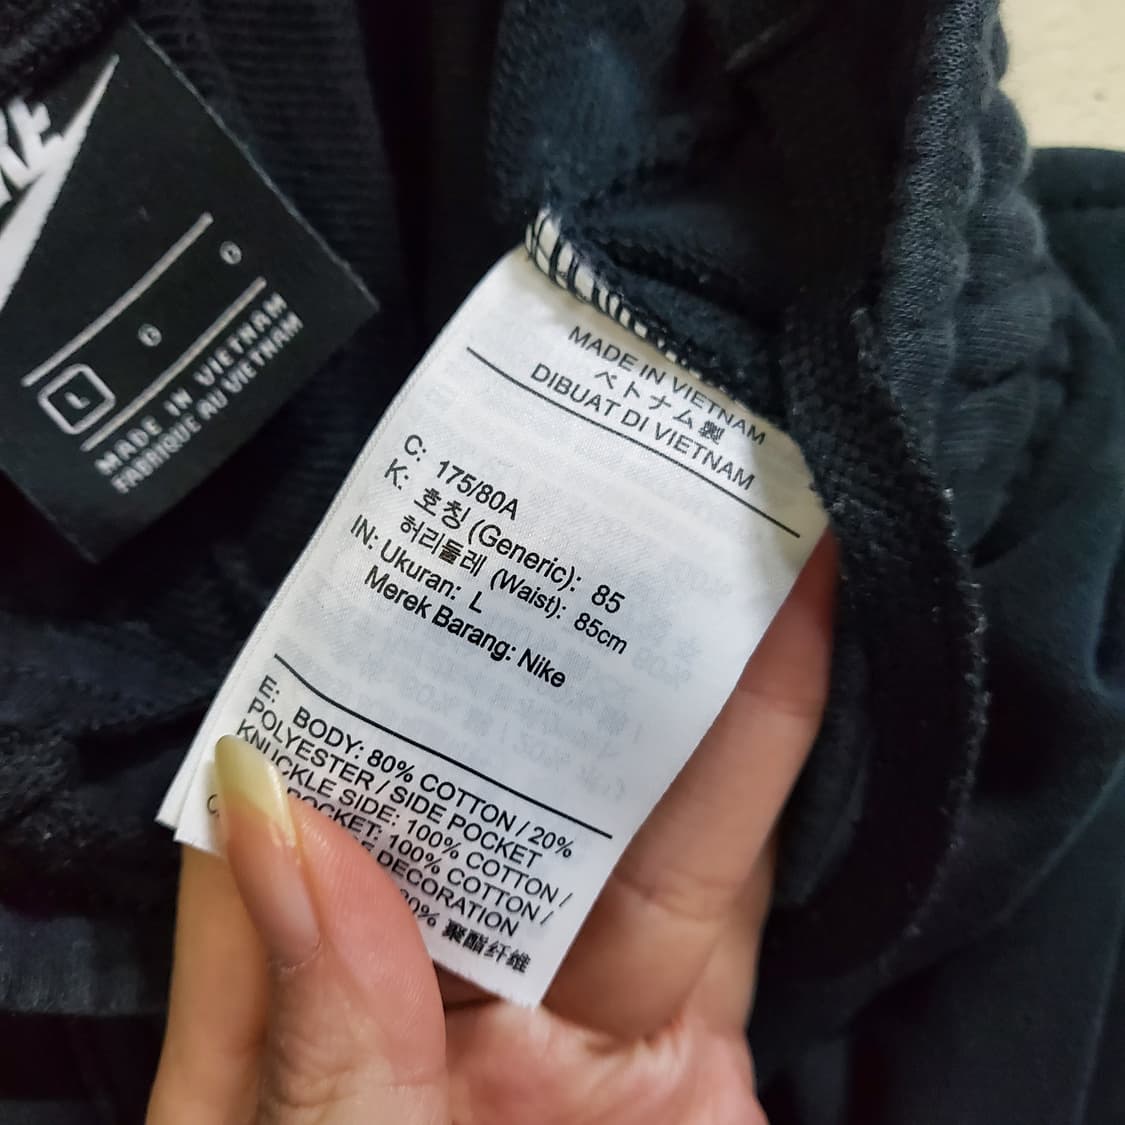 L
G
G
MADE IN VIETNAM
FABRIQUE AU VIETNAM
MADE IN VIETNAM
ベトナム製
DIBUAT DI VIETNAM
C: 175/80A
K: 호칭 (Generic): 85
허리둘레 (Waist): 85cm
IN: Ukuran: L
Merek Barang: Nike
E: BODY: 80% COTTON / 20%
POLYESTER / SIDE POCKET
KNUCKLE SIDE: 100% COTTON /
POCKET: 100% COTTON /
DECORATION
聚酯纤维